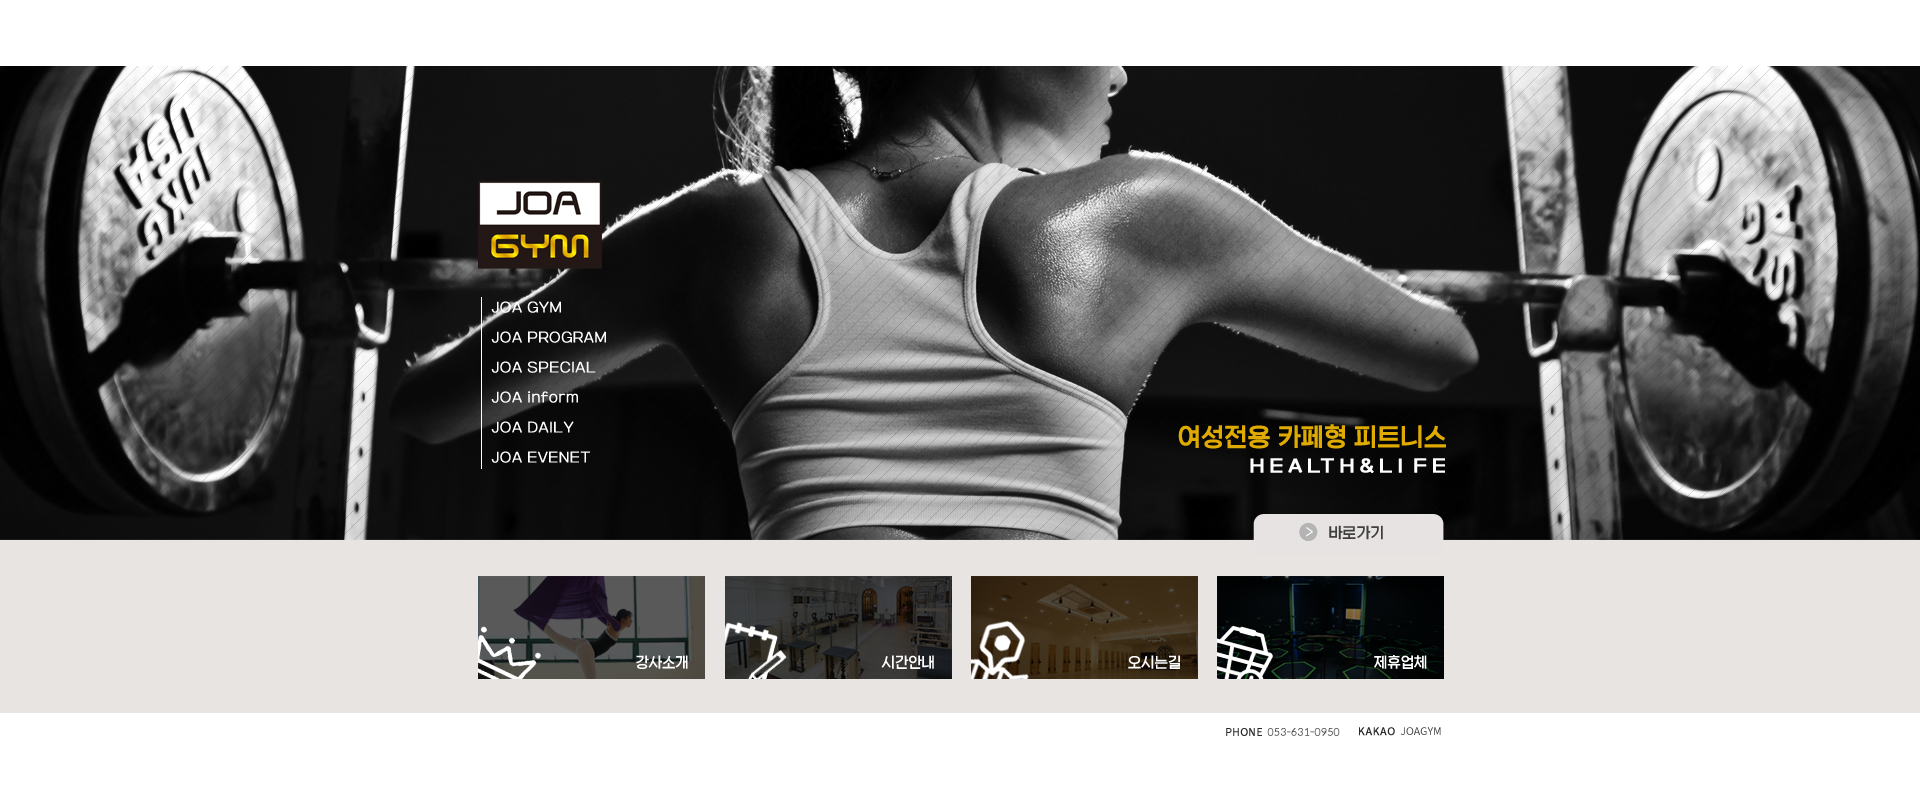 JOA
GYM
JOA GYM
JOA PROGRAM
JOA SPECIAL
JOA inform
JOA DAILY
JOA EVENET
여성전용 카페형 피트니스
HEALTH&LIFE
바로가기
강사소개
시간안내
오시는길
제휴업체
PHONE 053-631-0950 KAKAO JOAGYM